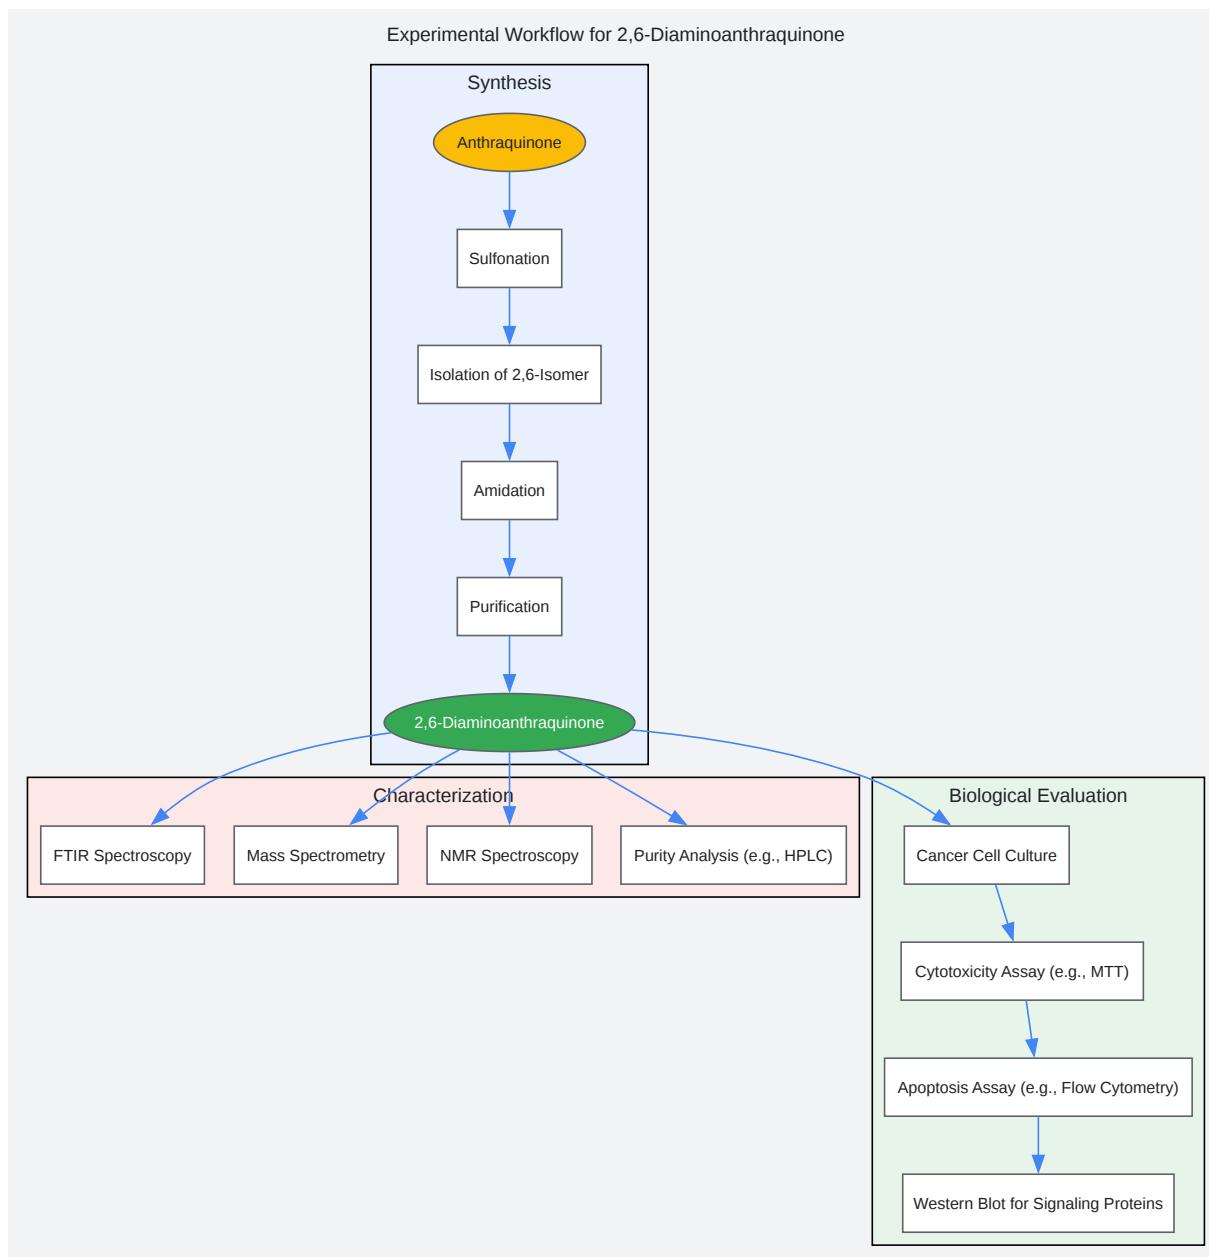 Experimental Workflow for 2,6-Diaminoanthraquinone
Synthesis
Anthraquinone
Sulfonation
Isolation of 2,6-Isomer
Amidation
Purification
2,6-Diaminoanthraquinone
Characterization
FTIR Spectroscopy
Mass Spectrometry
NMR Spectroscopy
Purity Analysis (e.g., HPLC)
Biological Evaluation
Cancer Cell Culture
Cytotoxicity Assay (e.g., MTT)
Apoptosis Assay (e.g., Flow Cytometry)
Western Blot for Signaling Proteins